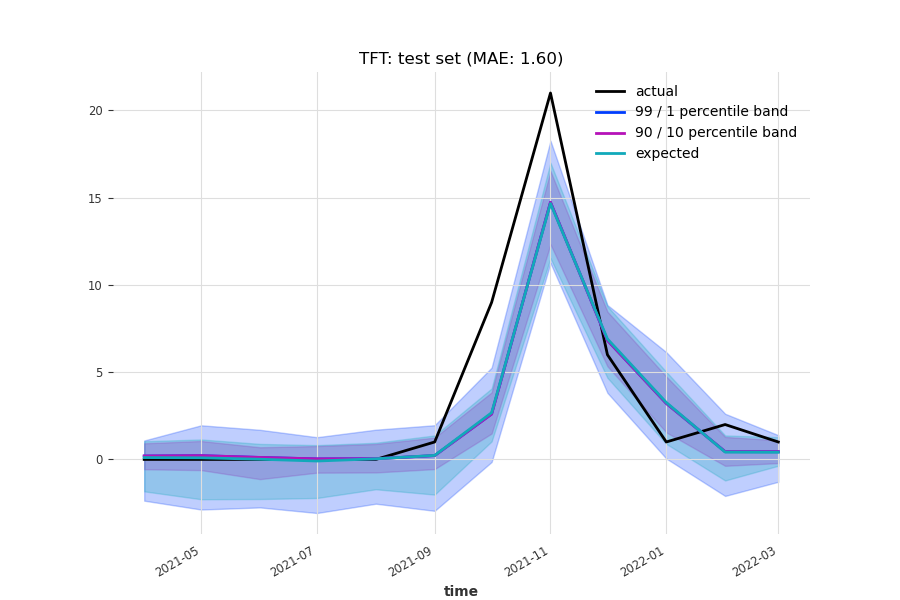 TFT: test set (MAE: 1.60)
actual
99 / 1 percentile band
90 / 10 percentile band
expected
20
15
10
5
0
2021-05
2021-07
2021-09
2021-11
2022-01
2022-03
time